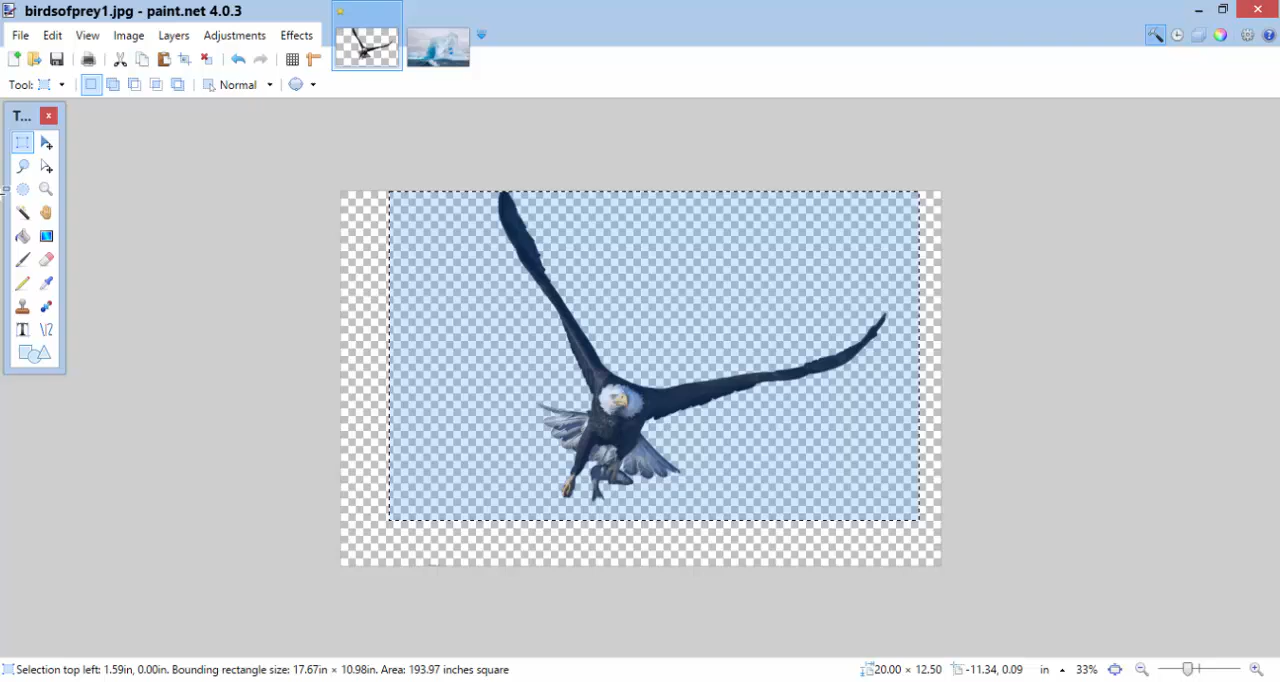 birdsofprey1.jpg - paint.net 4.0.3
File Edit View Image Layers Adjustments Effects
Tool: Normal
T...
Selection top left: 1.59in, 0.00in. Bounding rectangle size: 17.67in × 10.98in. Area: 193.97 inches square 20.00 × 12.50 -11.34, 0.09 in 33%